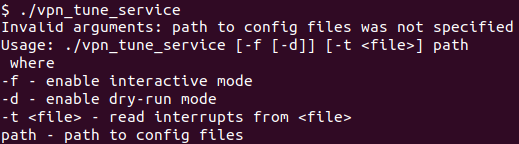 $ ./vpn_tune_service
Invalid arguments: path to config files was not specified
Usage: ./vpn_tune_service [-f [-d]] [-t <file>] path
 where
-f - enable interactive mode
-d - enable dry-run mode
-t <file> - read interrupts from <file>
path - path to config files